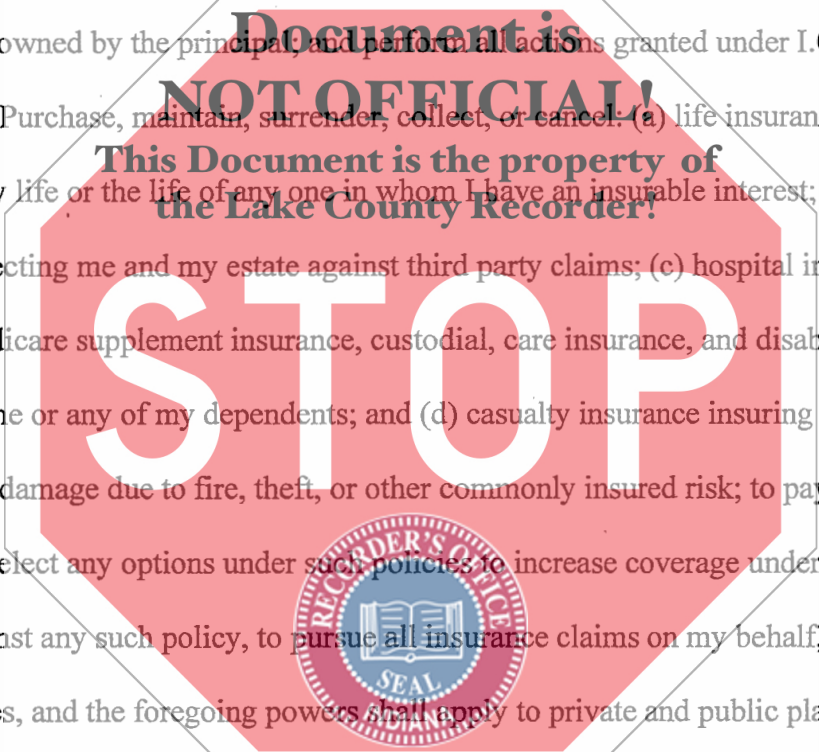 Document is
owned by the principal; and perform all actions granted under I.
NOT OFFICIAL!
Purchase, maintain, surrender, collect, or cancel: (a) life insuran
This Document is the property of
life or the life of any one in whom I have an insurable interest;
the Lake County Recorder!
ecting me and my estate against third party claims; (c) hospital in
licare supplement insurance, custodial, care insurance, and disab
STOP
ne or any of my dependents; and (d) casualty insurance insuring
damage due to fire, theft, or other commonly insured risk; to pay
elect any options under such policies to increase coverage under
RECORDER'S OFFICE
nst any such policy, to pursue all insurance claims on my behalf,
SEAL
s, and the foregoing powers shall apply to private and public pla
INDIANA